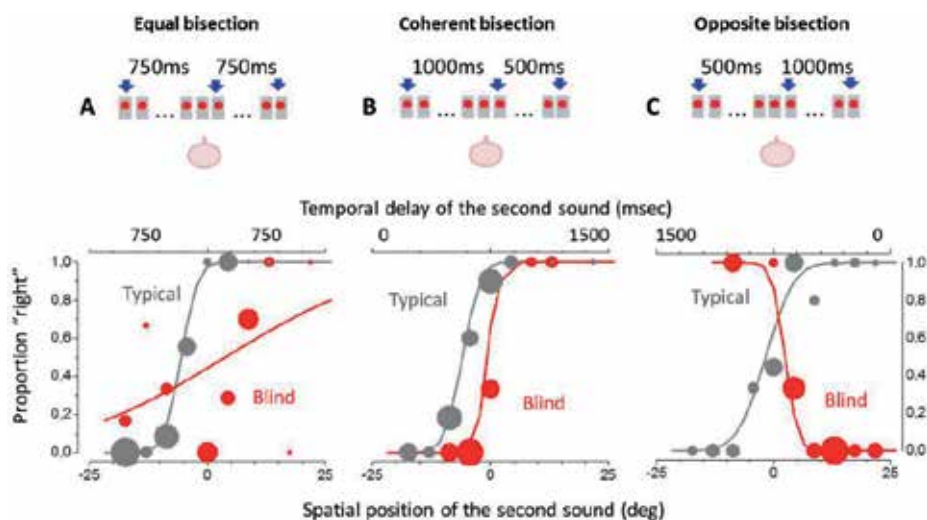 Equal bisection
Coherent bisection
Opposite bisection
750ms 750ms
1000ms 500ms
500ms 1000ms
A
B
C
... ...
... ...
... ...
Temporal delay of the second sound (msec)
750 750
0 1500
1500 0
Proportion "right"
1.0
0.8
0.6
0.4
0.2
0.0
Typical
Blind
Typical
Blind
Typical
Blind
1.0
0.8
0.6
0.4
0.2
0.0
-25 0 25
-25 0 25
-25 0 25
Spatial position of the second sound (deg)